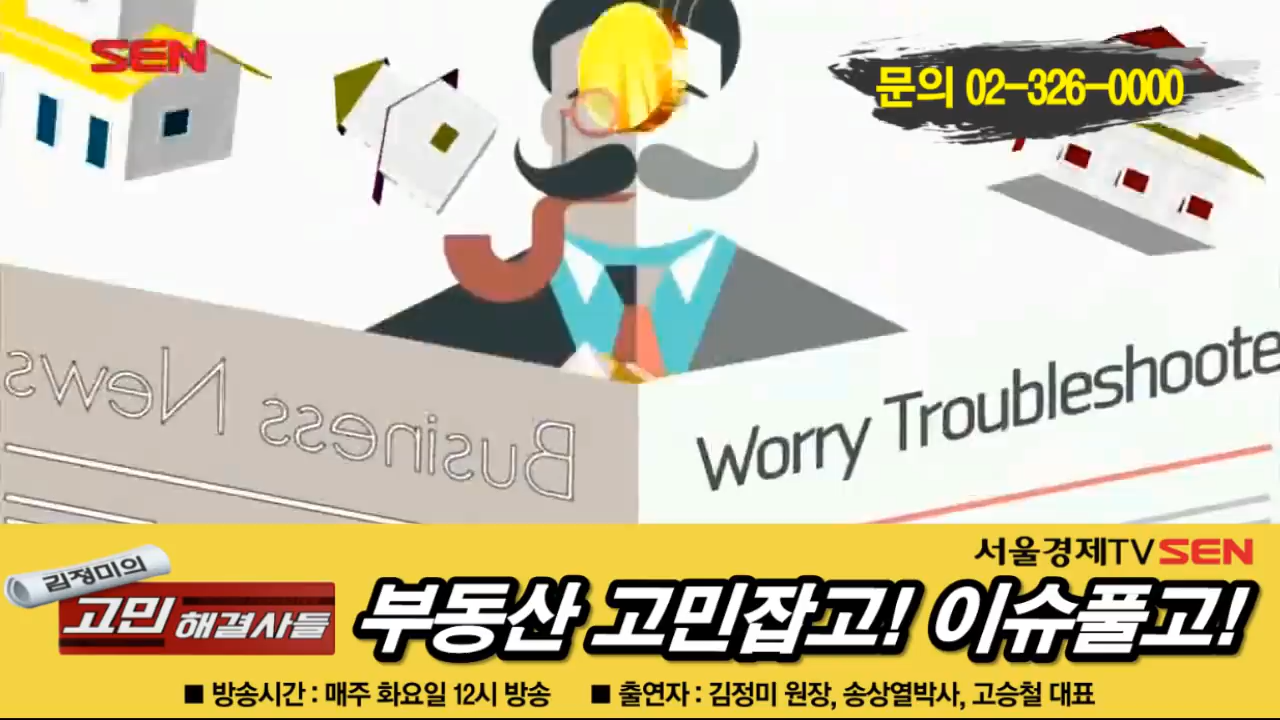 SEN
문의 02-326-0000
Business News
Worry Troubleshoote
서울경제TV SEN
김정미의
고민 해결사들
부동산 고민잡고! 이슈풀고!
■ 방송시간 : 매주 화요일 12시 방송 ■ 출연자 : 김정미 원장, 송상열박사, 고승철 대표